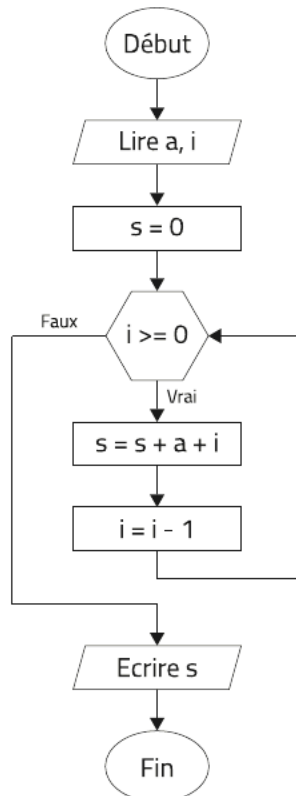 Début
Lire a, i
s = 0
Faux
i >= 0
Vrai
s = s + a + i
i = i - 1
Ecrire s
Fin